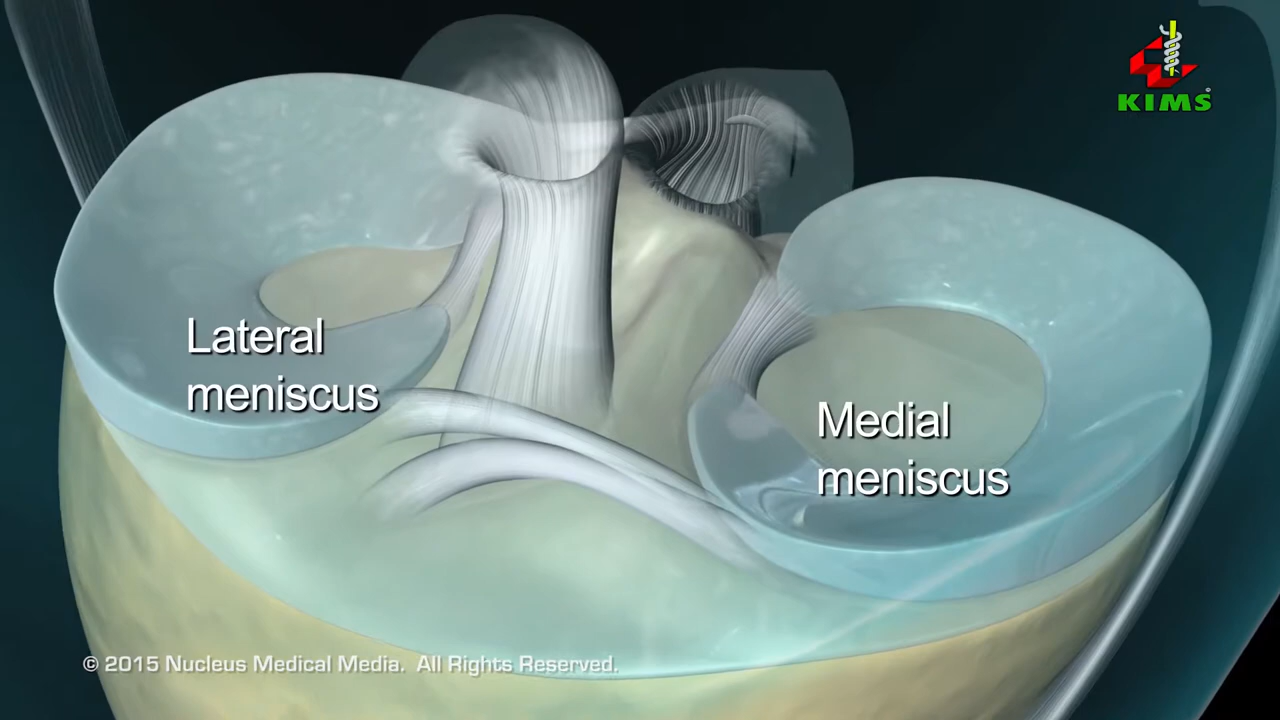 KIMS
Lateral
meniscus
Medial
meniscus
© 2015 Nucleus Medical Media. All Rights Reserved.